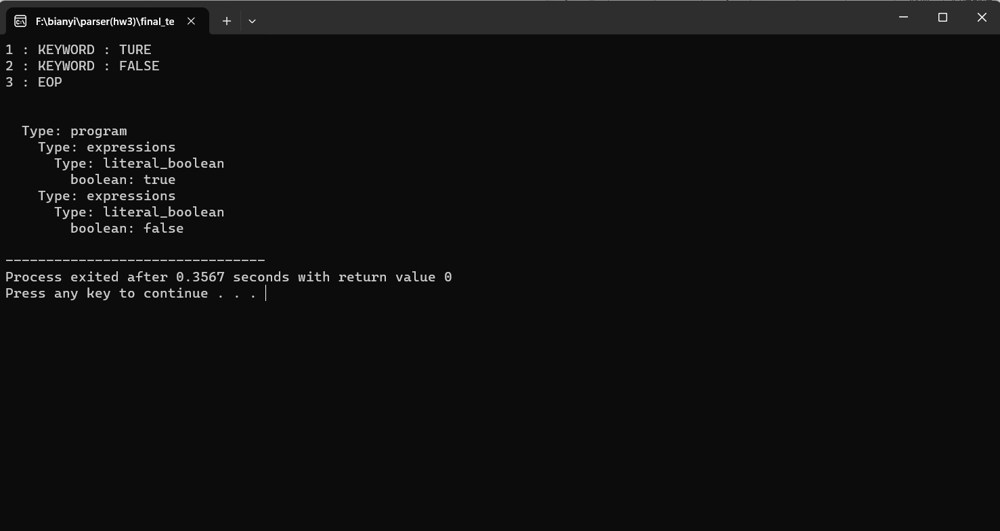 F:\bianyi\parser(hw3)\final_te
1 : KEYWORD : TURE
2 : KEYWORD : FALSE
3 : EOP
Type: program
Type: expressions
Type: literal_boolean
boolean: true
Type: expressions
Type: literal_boolean
boolean: false
--------------------------------
Process exited after 0.3567 seconds with return value 0
Press any key to continue . . .